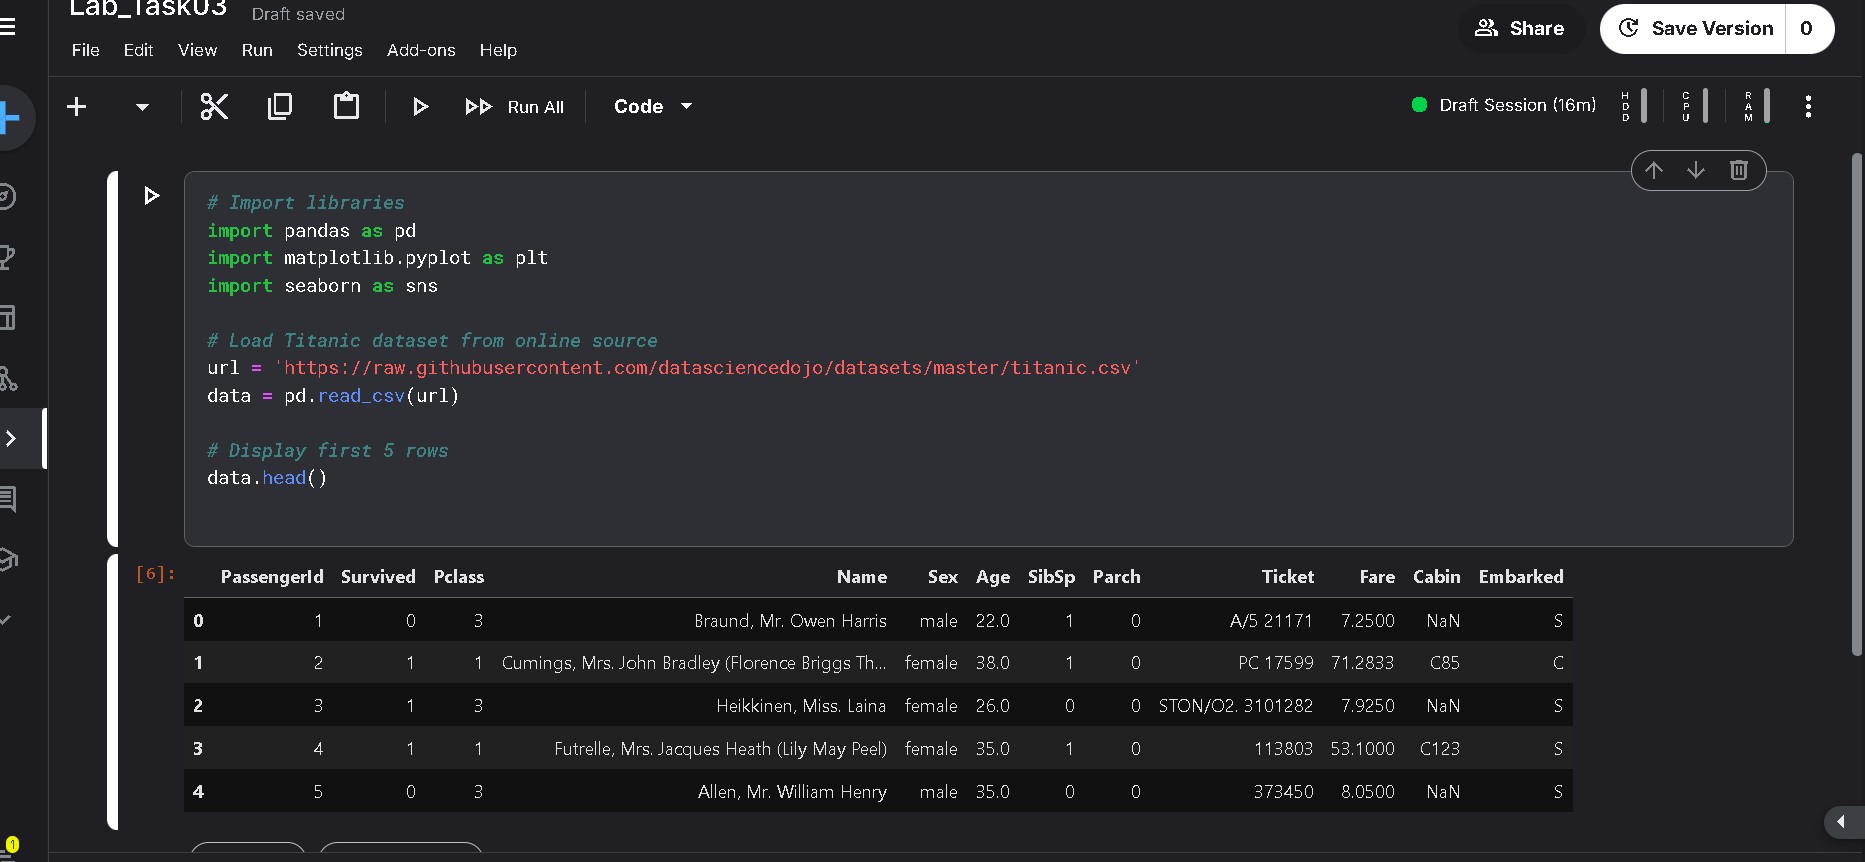 Lab_Task03
Draft saved
File Edit View Run Settings Add-ons Help
Share
Save Version
0
Run All
Code
Draft Session (16m)
HDD
CPU
RAM
# Import libraries
import pandas as pd
import matplotlib.pyplot as plt
import seaborn as sns
# Load Titanic dataset from online source
url = 'https://raw.githubusercontent.com/datasciencedojo/datasets/master/titanic.csv'
data = pd.read_csv(url)
# Display first 5 rows
data.head()
[6]:
PassengerId Survived Pclass Name Sex Age SibSp Parch Ticket Fare Cabin Embarked
0 1 0 3 Braund, Mr. Owen Harris male 22.0 1 0 A/5 21171 7.2500 NaN S
1 2 1 1 Cumings, Mrs. John Bradley (Florence Briggs Th... female 38.0 1 0 PC 17599 71.2833 C85 C
2 3 1 3 Heikkinen, Miss. Laina female 26.0 0 0 STON/O2. 3101282 7.9250 NaN S
3 4 1 1 Futrelle, Mrs. Jacques Heath (Lily May Peel) female 35.0 1 0 113803 53.1000 C123 S
4 5 0 3 Allen, Mr. William Henry male 35.0 0 0 373450 8.0500 NaN S
1